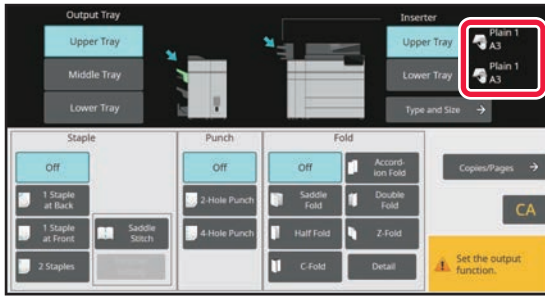 Output Tray
Upper Tray
Middle Tray
Lower Tray
Inserter
Upper Tray
Plain 1
A3
Lower Tray
Plain 1
A3
Type and Size
Staple
Off
1 Staple
at Back
1 Staple
at Front
2 Staples
Saddle
Stitch
Punch
Off
2-Hole Punch
4-Hole Punch
Fold
Off
Saddle
Fold
Half Fold
C-Fold
Accord-
ion Fold
Double
Fold
Z-Fold
Detail
Copies/Pages
CA
Set the output
function.